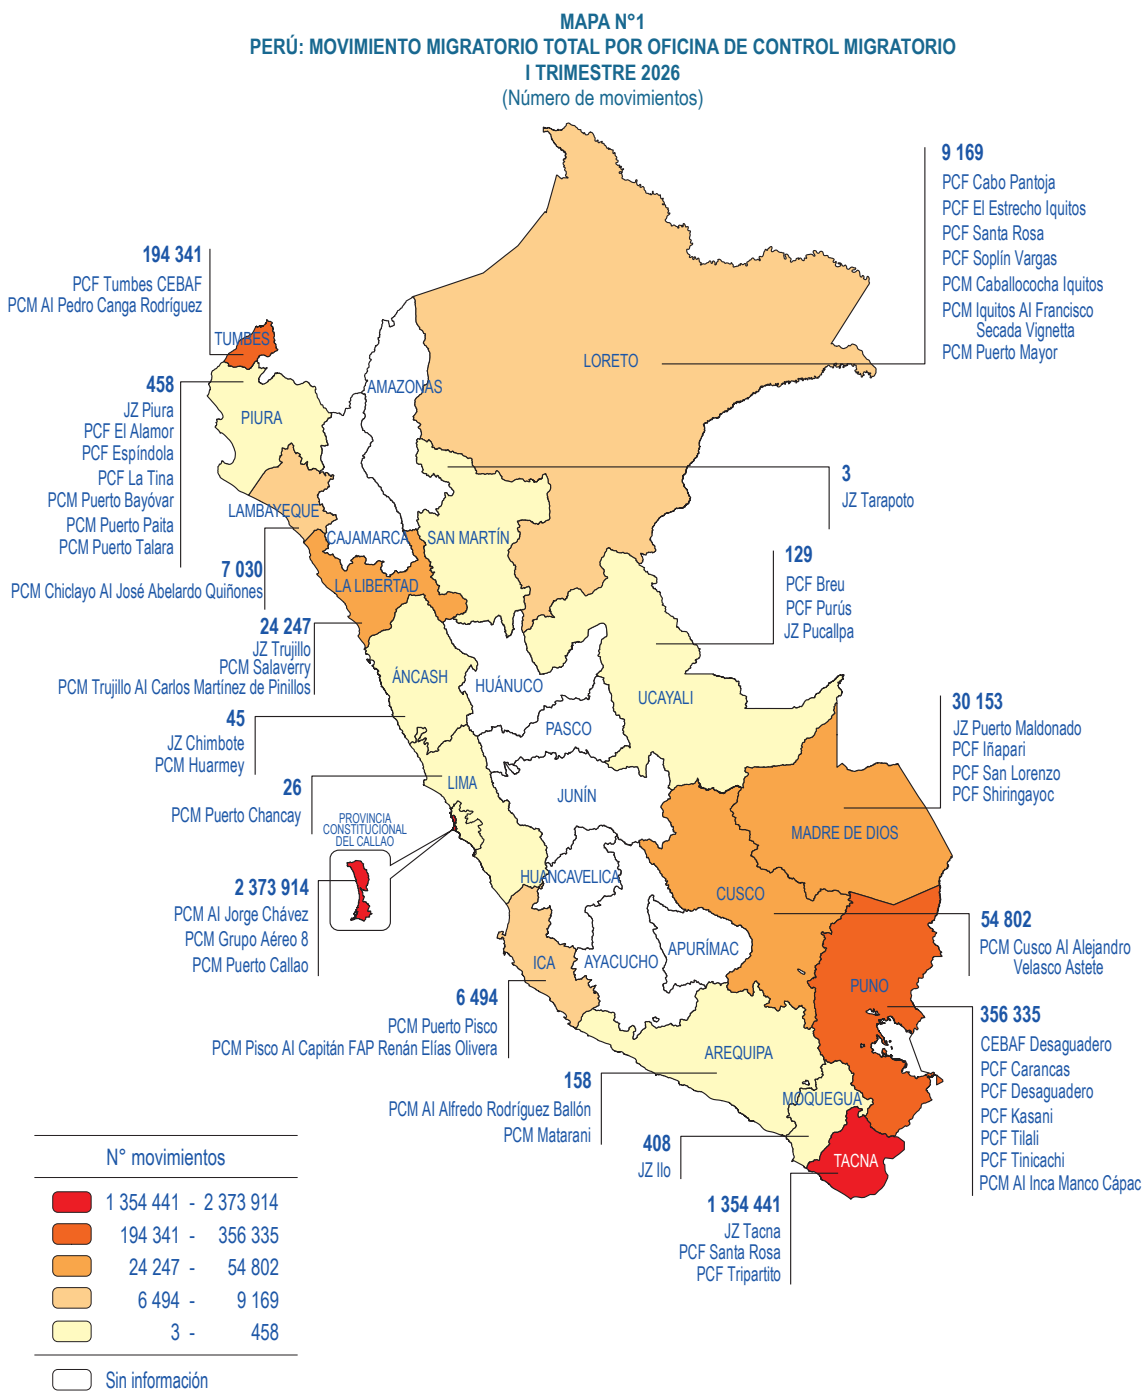 MAPA N°1
PERÚ: MOVIMIENTO MIGRATORIO TOTAL POR OFICINA DE CONTROL MIGRATORIO
I TRIMESTRE 2026
(Número de movimientos)
9 169
PCF Cabo Pantoja
PCF El Estrecho Iquitos
PCF Santa Rosa
PCF Soplín Vargas
PCM Caballococha Iquitos
PCM Iquitos AI Francisco
Secada Vignetta
PCM Puerto Mayor
194 341
PCF Tumbes CEBAF
PCM AI Pedro Canga Rodríguez
TUMBES
LORETO
AMAZONAS
458
JZ Piura
PCF El Alamor
PCF Espíndola
PCF La Tina
PCM Puerto Bayóvar
PCM Puerto Paita
PCM Puerto Talara
PIURA
3
JZ Tarapoto
LAMBAYEQUE
CAJAMARCA
SAN MARTÍN
7 030
PCM Chiclayo AI José Abelardo Quiñones
LA LIBERTAD
129
PCF Breu
PCF Purús
JZ Pucallpa
24 247
JZ Trujillo
PCM Salaverry
PCM Trujillo AI Carlos Martínez de Pinillos
ÁNCASH
HUÁNUCO
UCAYALI
45
JZ Chimbote
PCM Huarmey
PASCO
30 153
JZ Puerto Maldonado
PCF Iñapari
PCF San Lorenzo
PCF Shiringayoc
26
PCM Puerto Chancay
LIMA
JUNÍN
PROVINCIA
CONSTITUCIONAL
DEL CALLAO
MADRE DE DIOS
2 373 914
PCM AI Jorge Chávez
PCM Grupo Aéreo 8
PCM Puerto Callao
HUANCAVELICA
CUSCO
54 802
PCM Cusco AI Alejandro
Velasco Astete
ICA
AYACUCHO
APURÍMAC
PUNO
6 494
PCM Puerto Pisco
PCM Pisco AI Capitán FAP Renán Elías Olivera
356 335
CEBAF Desaguadero
PCF Carancas
PCF Desaguadero
PCF Kasani
PCF Tilali
PCF Tinicachi
PCM AI Inca Manco Cápac
AREQUIPA
158
PCM AI Alfredo Rodríguez Ballón
PCM Matarani
MOQUEGUA
408
JZ Ilo
TACNA
1 354 441
JZ Tacna
PCF Santa Rosa
PCF Tripartito
N° movimientos
1 354 441 - 2 373 914
194 341 - 356 335
24 247 - 54 802
6 494 - 9 169
3 - 458
Sin información